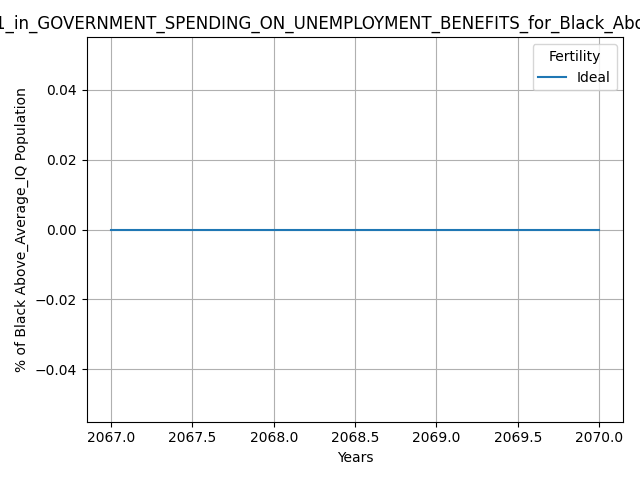 1_in_GOVERNMENT_SPENDING_ON_UNEMPLOYMENT_BENEFITS_for_Black_Abo
Fertility
Ideal
% of Black Above_Average_IQ Population
0.04
0.02
0.00
−0.02
−0.04
2067.0 2067.5 2068.0 2068.5 2069.0 2069.5 2070.0
Years